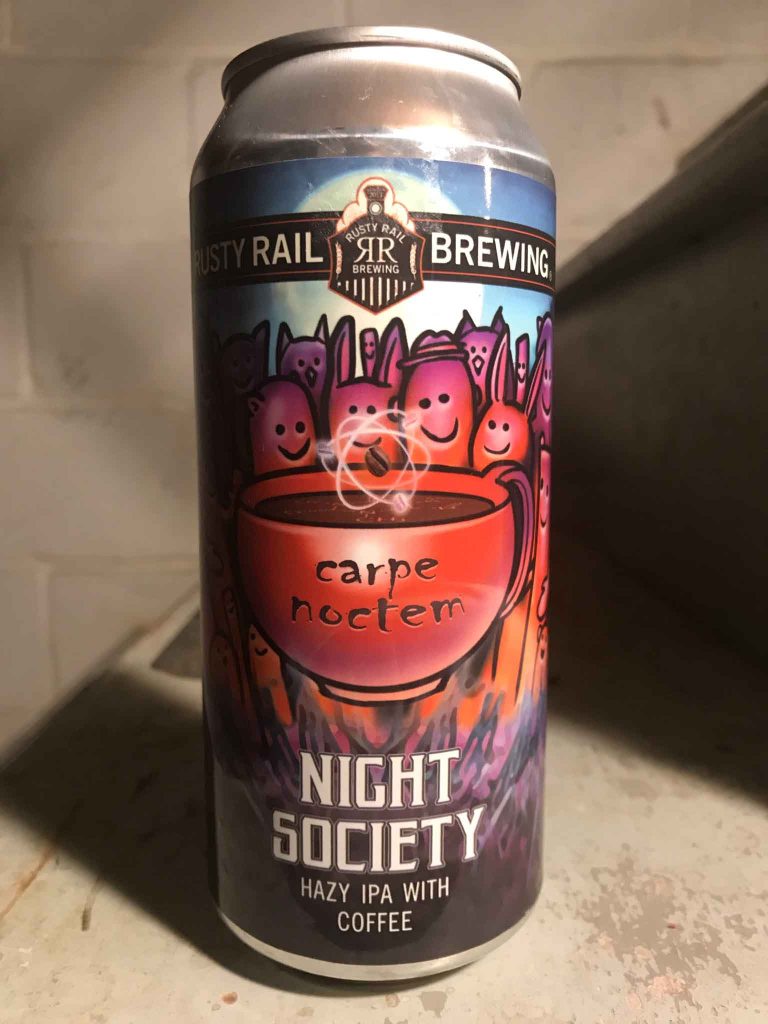 RUSTY RAIL BREWING
RUSTY RAIL
RR
BREWING
carpe
noctem
NIGHT
SOCIETY
HAZY IPA WITH
COFFEE